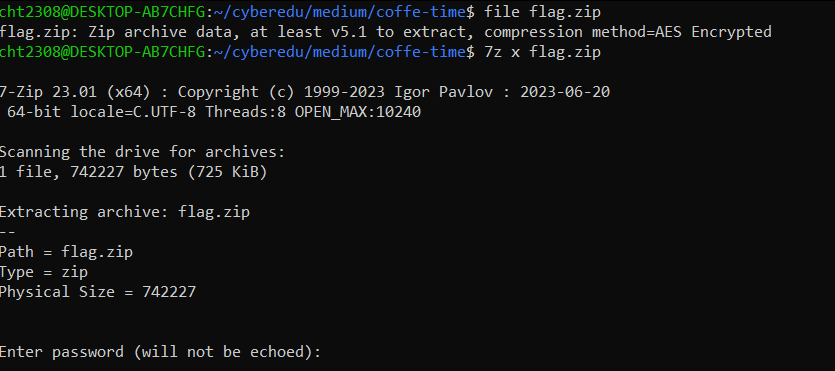 cht2308@DESKTOP-AB7CHFG:~/cyberedu/medium/coffe-time$ file flag.zip
flag.zip: Zip archive data, at least v5.1 to extract, compression method=AES Encrypted
cht2308@DESKTOP-AB7CHFG:~/cyberedu/medium/coffe-time$ 7z x flag.zip
7-Zip 23.01 (x64) : Copyright (c) 1999-2023 Igor Pavlov : 2023-06-20
64-bit locale=C.UTF-8 Threads:8 OPEN_MAX:10240
Scanning the drive for archives:
1 file, 742227 bytes (725 KiB)
Extracting archive: flag.zip
--
Path = flag.zip
Type = zip
Physical Size = 742227
Enter password (will not be echoed):